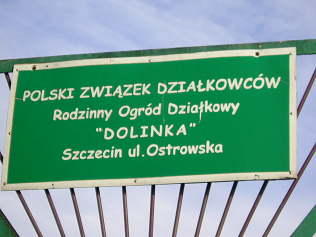 POLSKI ZWIĄZEK DZIAŁKOWCÓW
Rodzinny Ogród Działkowy
"DOLINKA"
Szczecin ul.Ostrowska